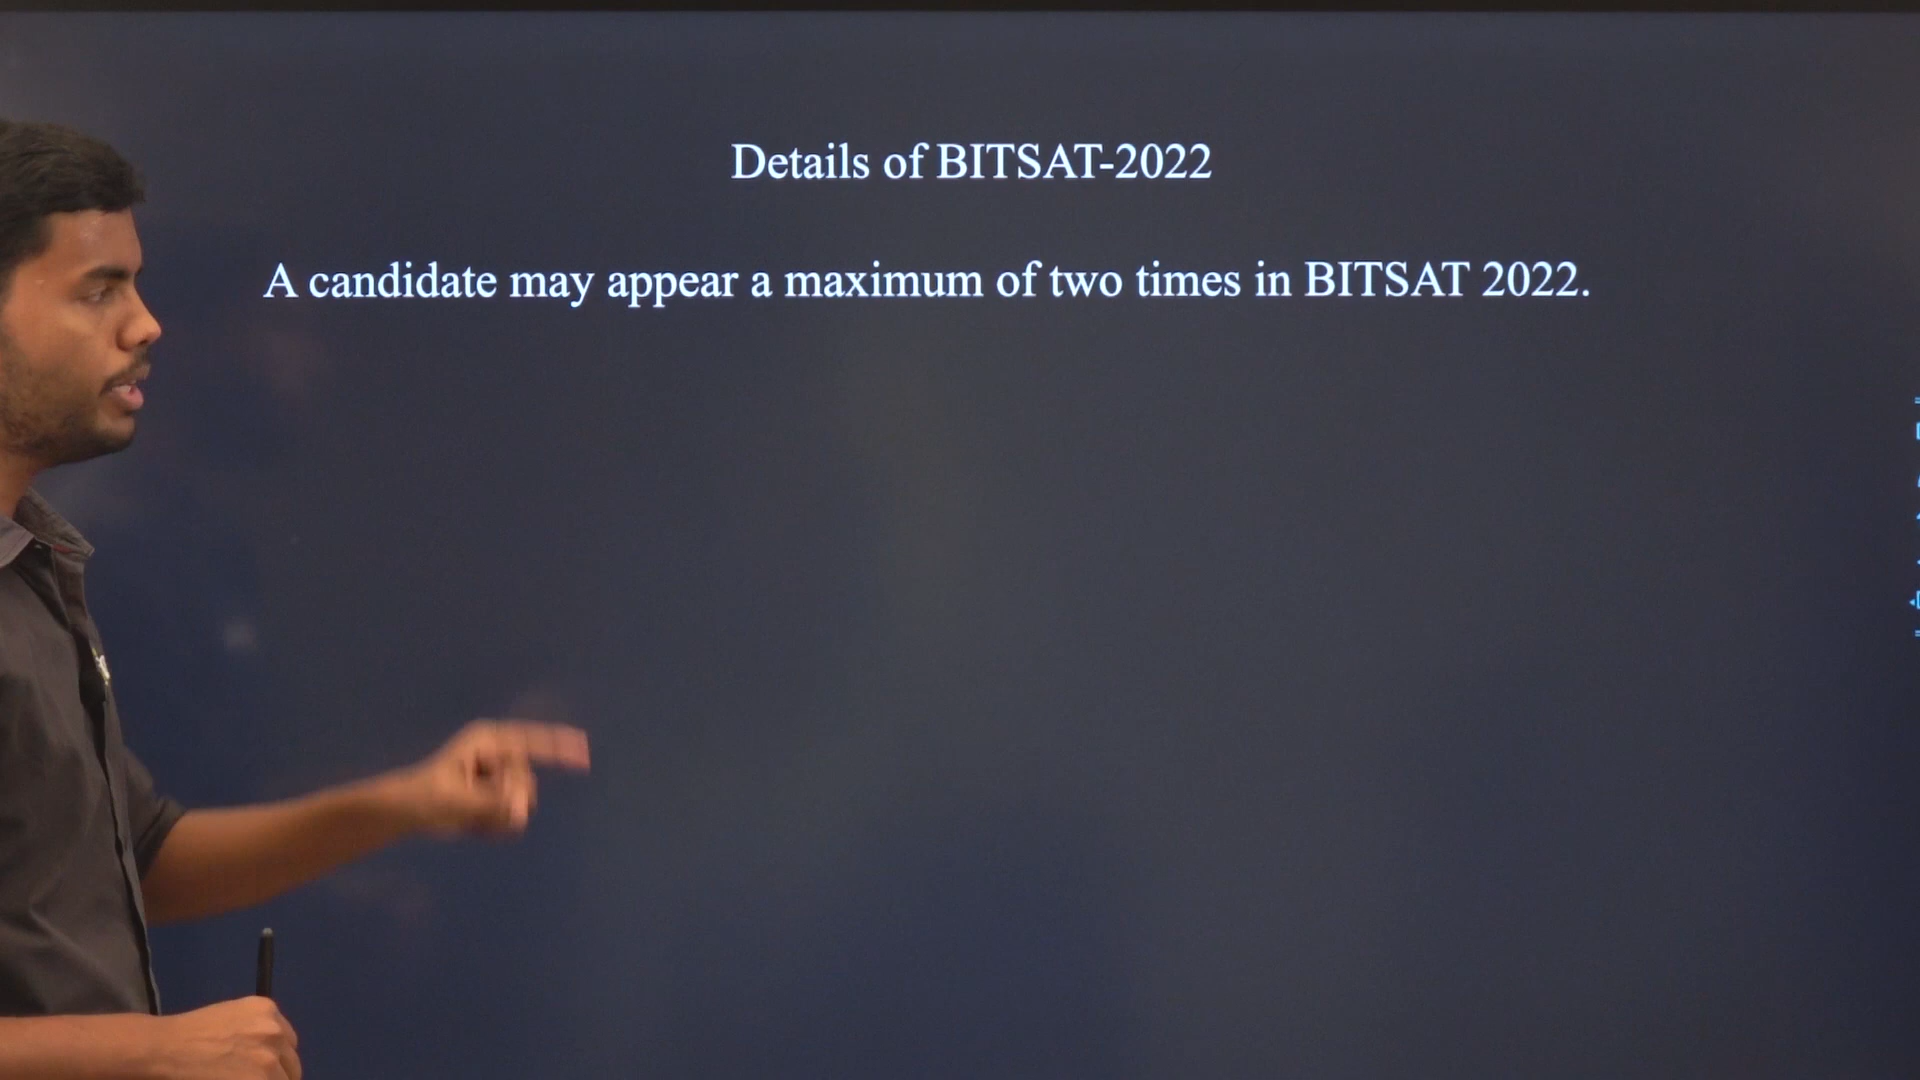 Details of BITSAT-2022
A candidate may appear a maximum of two times in BITSAT 2022.